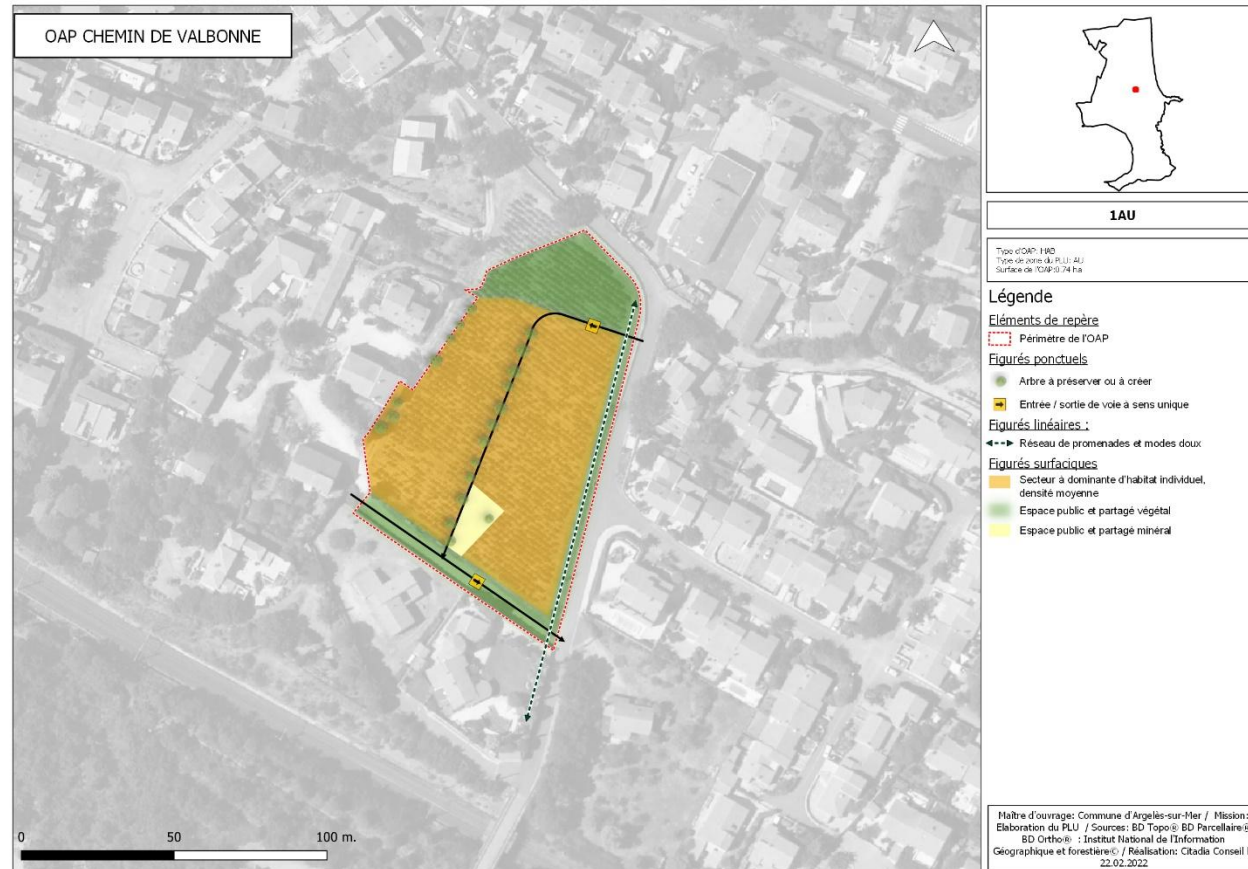 OAP CHEMIN DE VALBONNE
1AU
Type d'OAP: HAB
Type de zone du PLU: AU
Surface de l'OAP:0.74 ha
Légende
Eléments de repère
Périmètre de l'OAP
Figurés ponctuels
Arbre à préserver ou à créer
Entrée / sortie de voie à sens unique
Figurés linéaires :
Réseau de promenades et modes doux
Figurés surfaciques
Secteur à dominante d'habitat individuel,
densité moyenne
Espace public et partagé végétal
Espace public et partagé minéral
0 50 100 m.
Maître d'ouvrage: Commune d'Argelès-sur-Mer / Mission:
Elaboration du PLU / Sources: BD Topo® BD Parcellaire®
BD Ortho® : Institut National de l'Information
Géographique et forestière© / Réalisation: Citadia Conseil
22.02.2022